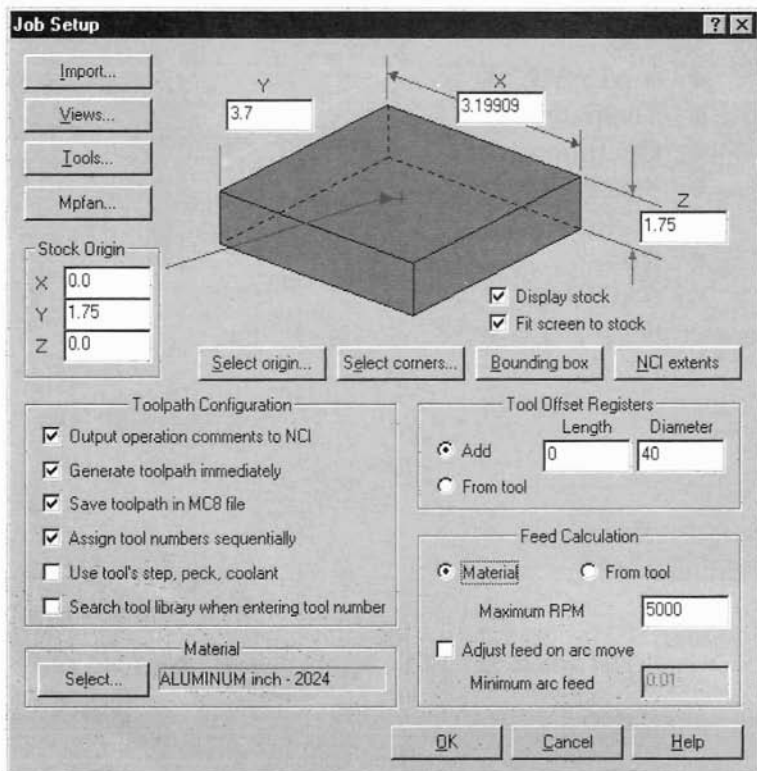 Job Setup
Import...
Views...
Tools...
Mpfan...
Y
3.7
X
3.19909
Z
1.75
Stock Origin
X 0.0
Y 1.75
Z 0.0
Display stock
Fit screen to stock
Select origin...
Select corners...
Bounding box
NCI extents
Toolpath Configuration
Output operation comments to NCI
Generate toolpath immediately
Save toolpath in MC8 file
Assign tool numbers sequentially
Use tool's step, peck, coolant
Search tool library when entering tool number
Material
Select... ALUMINUM inch - 2024
Tool Offset Registers
Length Diameter
Add 0 40
From tool
Feed Calculation
Material From tool
Maximum RPM 5000
Adjust feed on arc move
Minimum arc feed 0.01
OK Cancel Help